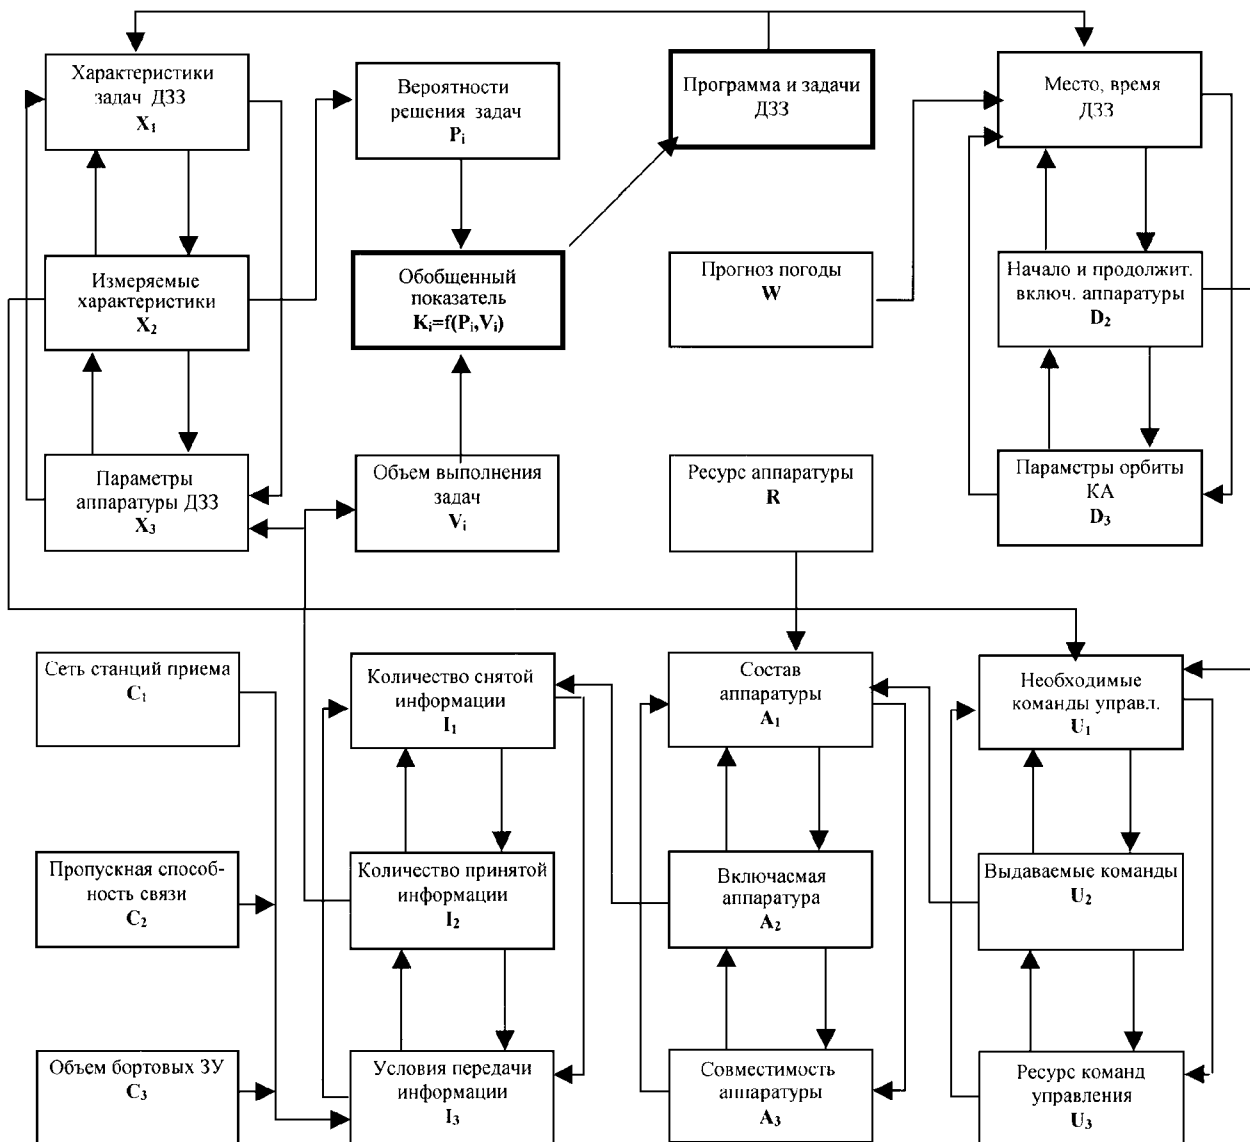 Характеристики
задач ДЗЗ
X₁
Вероятности
решения задач
Pᵢ
Программа и задачи
ДЗЗ
Место, время
ДЗЗ
Измеряемые
характеристики
X₂
Обобщенный
показатель
Kᵢ=f(Pᵢ,Vᵢ)
Прогноз погоды
W
Начало и продолжит.
включ. аппаратуры
D₂
Параметры
аппаратуры ДЗЗ
X₃
Объем выполнения
задач
Vᵢ
Ресурс аппаратуры
R
Параметры орбиты
КА
D₃
Сеть станций приема
C₁
Количество снятой
информации
I₁
Состав
аппаратуры
A₁
Необходимые
команды управл.
U₁
Пропускная способ-
ность связи
C₂
Количество принятой
информации
I₂
Включаемая
аппаратура
A₂
Выдаваемые команды
U₂
Объем бортовых ЗУ
C₃
Условия передачи
информации
I₃
Совместимость
аппаратуры
A₃
Ресурс команд
управления
U₃